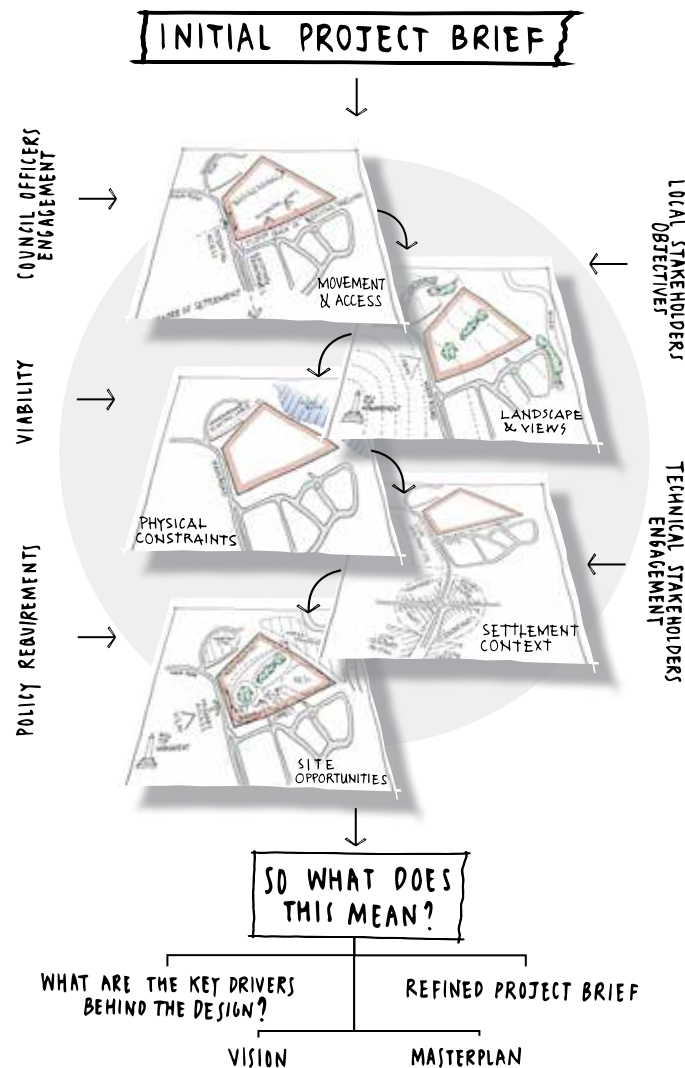 INITIAL PROJECT BRIEF
COUNCIL OFFICERS
ENGAGEMENT
LOCAL STAKEHOLDERS
OBJECTIVES
MOVEMENT
& ACCESS
VIABILITY
LANDSCAPE
& VIEWS
PHYSICAL
CONSTRAINTS
TECHNICAL STAKEHOLDERS
ENGAGEMENT
POLICY REQUIREMENTS
SETTLEMENT
CONTEXT
SITE
OPPORTUNITIES
SO WHAT DOES
THIS MEAN?
WHAT ARE THE KEY DRIVERS
BEHIND THE DESIGN?
REFINED PROJECT BRIEF
VISION
MASTERPLAN